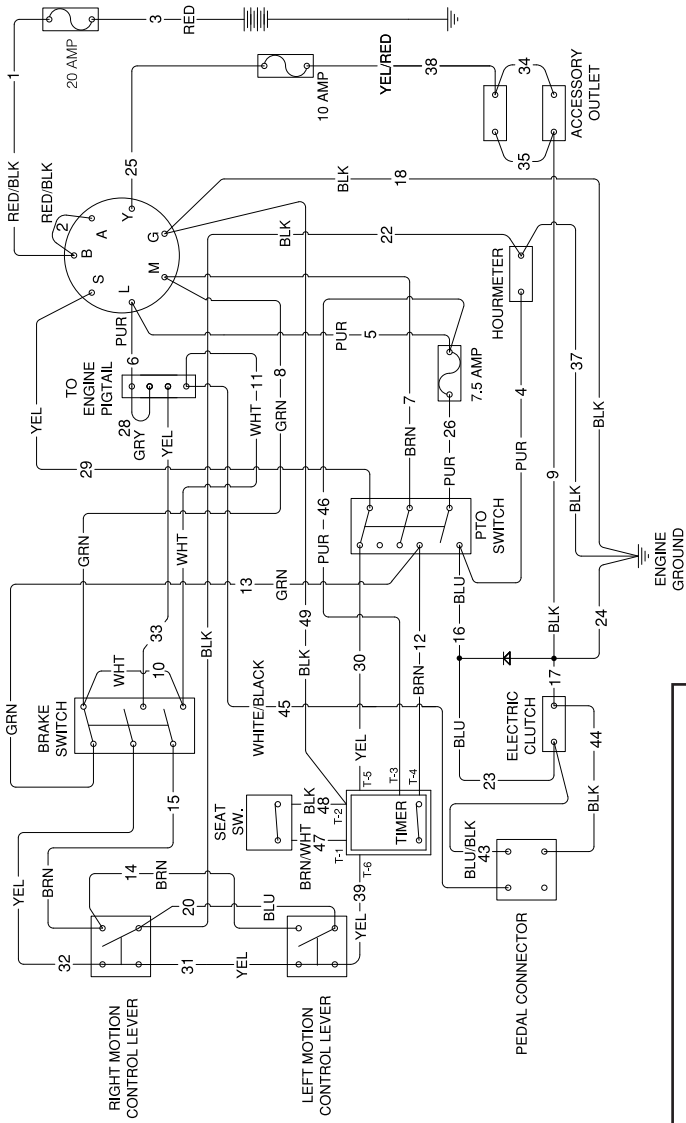 RED/BLK
1
20 AMP
3
RED
2
RED/BLK
B
A
S
Y
L
G
M
25
10 AMP
YEL/RED
38
34
35
ACCESSORY
OUTLET
BLK
18
BLK
22
PUR
6
TO
ENGINE
PIGTAIL
28
GRY
YEL
WHT
11
GRN
8
PUR
5
7.5 AMP
HOURMETER
YEL
29
GRN
WHT
33
BRN
7
PUR
26
PUR
4
37
BLK
9
BLK
BLK
PTO
SWITCH
PUR
46
13
GRN
49
BLK
BLK
WHITE/BLACK
45
GRN
BRAKE
SWITCH
WHT
10
15
YEL
30
BRN
12
BLU
16
BLK
24
ENGINE
GROUND
SEAT
SW.
BLK
48
BRN/WHT
47
T-2
T-1
T-5
T-3
T-4
T-6
TIMER
BLU
23
17
ELECTRIC
CLUTCH
44
BLK
BLU/BLK
43
PEDAL CONNECTOR
YEL
BRN
14
BRN
20
BLU
32
31
YEL
YEL
39
RIGHT MOTION
CONTROL LEVER
LEFT MOTION
CONTROL LEVER